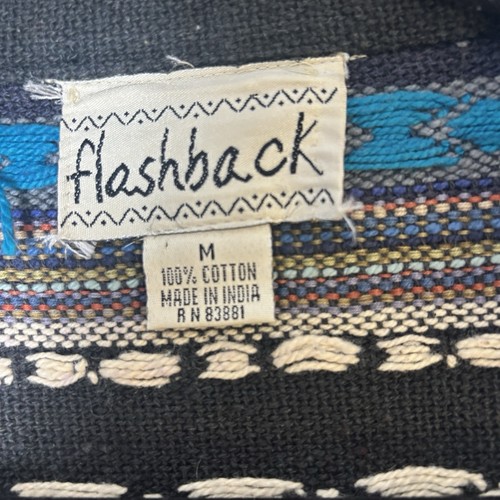 flashback
M
100% COTTON
MADE IN INDIA
R N 83881